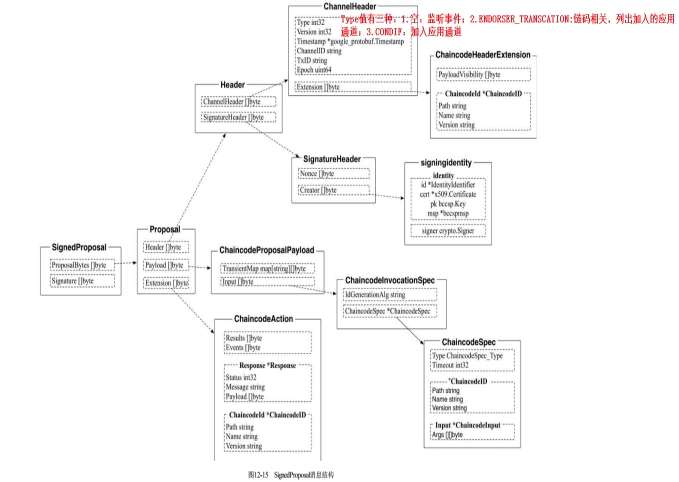 ChannelHeader
Type int32
Version int32
Timestamp *google_protobuf.Timestamp
ChannelID string
TxID string
Epoch uint64
Extension []byte
Type值有三种：1.空：监听事件；2.ENDORSER_TRANSCATION:链码相关，列出加入的应用
通道；3.CONDIF：加入应用通道
ChaincodeHeaderExtension
PayloadVisibility []byte
ChaincodeId *ChaincodeID
Path string
Name string
Version string
Header
ChannelHeader []byte
SignatureHeader []byte
SignatureHeader
Nonce []byte
Creator []byte
signingidentity
identity
id *IdentityIdentifier
cert *x509.Certificate
pk bccsp.Key
msp *bccspmsp
signer crypto.Signer
SignedProposal
ProposalBytes []byte
Signature []byte
Proposal
Header []byte
Payload []byte
Extension []byte
ChaincodeProposalPayload
TransientMap map[string][]byte
Input []byte
ChaincodeInvocationSpec
IdGenerationAlg string
ChaincodeSpec *ChaincodeSpec
ChaincodeAction
Results []byte
Events []byte
Response *Response
Status int32
Message string
Payload []byte
ChaincodeId *ChaincodeID
Path string
Name string
Version string
ChaincodeSpec
Type ChaincodeSpec_Type
Timeout int32
*ChaincodeID
Path string
Name string
Version string
Input *ChaincodeInput
Args [][]byte
图12-15 SignedProposal消息结构